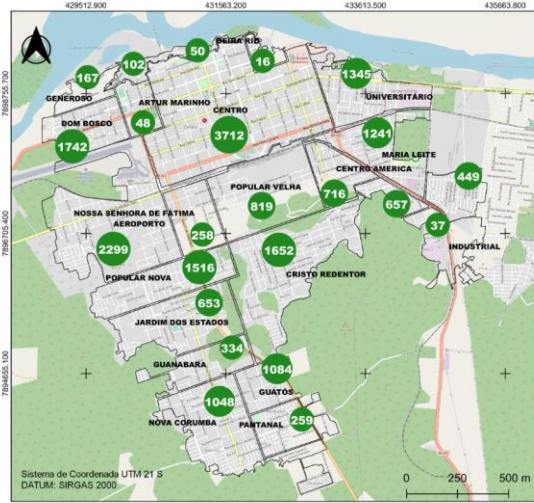 429512.900 431563.200 433613.500 435663.800
7898755.700
7896705.400
7894655.100
50
BEIRA RIO
16
102
167
1345
GENEROSO
ARTUR MARINHO
UNIVERSITÁRIO
CENTRO
DOM BOSCO
48
3712
1241
1742
MARIA LEITE
CENTRO AMERICA
449
POPULAR VELHA
716
819
657
NOSSA SENHORA DE FÁTIMA
AEROPORTO
37
258
2299
1652
INDUSTRIAL
1516
CRISTO REDENTOR
POPULAR NOVA
653
JARDIM DOS ESTADOS
334
GUANABARA
1084
GUATÓS
1048
259
NOVA CORUMBA
PANTANAL
Sistema de Coordenada UTM 21 S
DATUM: SIRGAS 2000
0 250 500 m